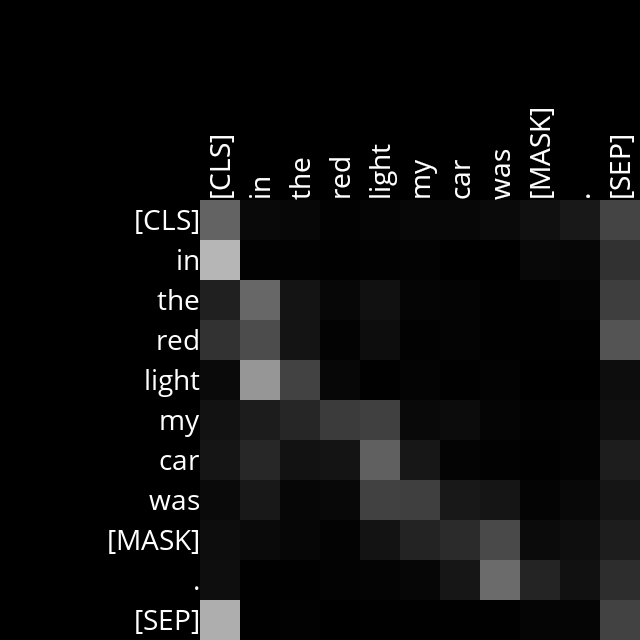 [CLS] in the red light my car was [MASK] . [SEP]
[CLS]
in
the
red
light
my
car
was
[MASK]
.
[SEP]